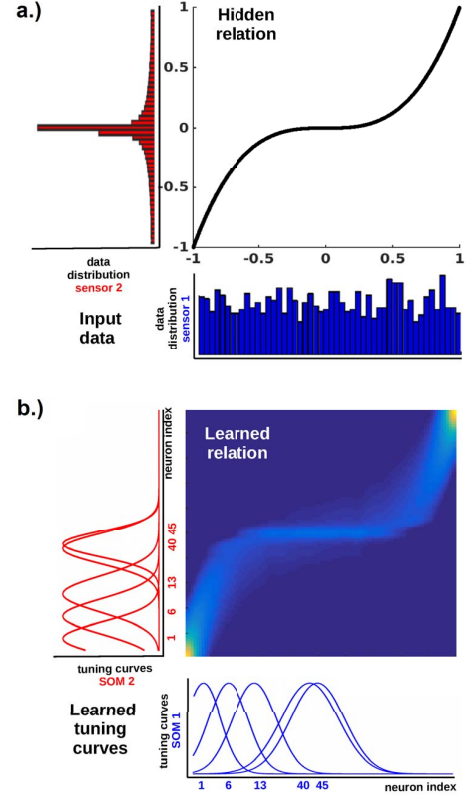 a.)
Hidden
relation
1
0.5
0
-0.5
-1
-1 -0.5 0 0.5 1
data
distribution
sensor 2
Input
data
data
distribution
sensor 1
b.)
neuron index
Learned
relation
45
40
13
6
1
tuning curves
SOM 2
Learned
tuning
curves
tuning curves
SOM 1
1 6 13 40 45 neuron index